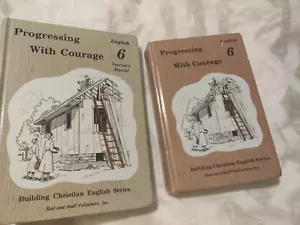 Progressing
With Courage
English
6
Teacher's
Manual
Building Christian English Series
Rod and Staff Publishers, Inc.
Progressing
With Courage
English
6
Building Christian English Series
Rod and Staff Publishers, Inc.